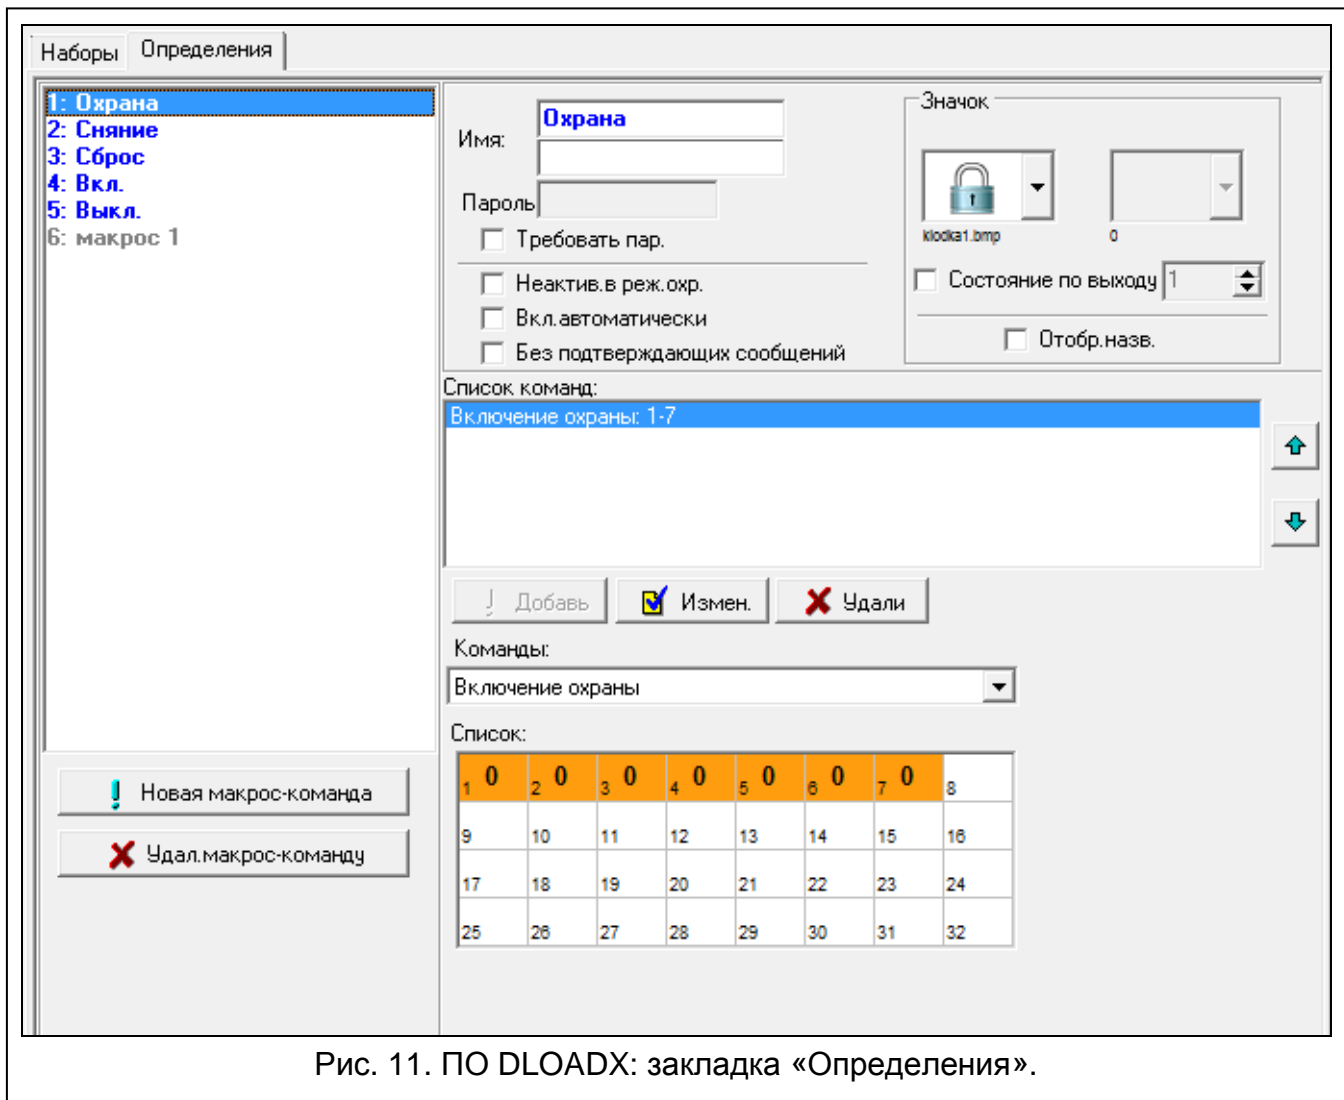 Наборы Определения
1: Охрана
2: Сняние
3: Сброс
4: Вкл.
5: Выкл.
6: макрос 1
Новая макрос-команда
Удал.макрос-команду
Имя: Охрана
Пароль
Требовать пар.
Неактив.в реж.охр.
Вкл.автоматически
Без подтверждающих сообщений
Значок
klodka1.bmp 0
Состояние по выходу 1
Отобр.назв.
Список команд:
Включение охраны: 1-7
Добавь Измен. Удали
Команды:
Включение охраны
Список:
1 0 2 0 3 0 4 0 5 0 6 0 7 0 8
9 10 11 12 13 14 15 16
17 18 19 20 21 22 23 24
25 26 27 28 29 30 31 32
Рис. 11. ПО DLOADX: закладка «Определения».